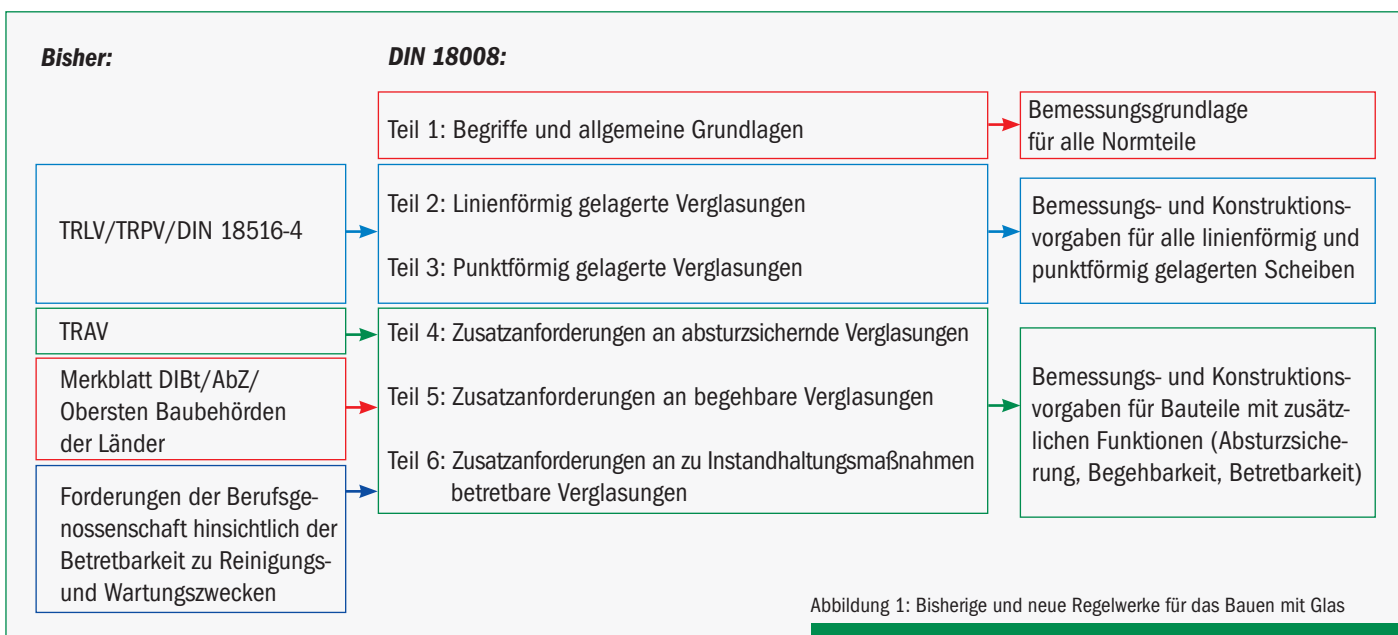 Bisher:
DIN 18008:
Teil 1: Begriffe und allgemeine Grundlagen
Bemessungsgrundlage
für alle Normteile
TRLV/TRPV/DIN 18516-4
Teil 2: Linienförmig gelagerte Verglasungen
Teil 3: Punktförmig gelagerte Verglasungen
Bemessungs- und Konstruktions-
vorgaben für alle linienförmig und
punktförmig gelagerten Scheiben
TRAV
Teil 4: Zusatzanforderungen an absturzsichernde Verglasungen
Merkblatt DIBt/AbZ/
Obersten Baubehörden
der Länder
Teil 5: Zusatzanforderungen an begehbare Verglasungen
Forderungen der Berufsge-
nossenschaft hinsichtlich der
Betretbarkeit zu Reinigungs-
und Wartungszwecken
Teil 6: Zusatzanforderungen an zu Instandhaltungsmaßnahmen
betretbare Verglasungen
Bemessungs- und Konstruktions-
vorgaben für Bauteile mit zusätz-
lichen Funktionen (Absturzsiche-
rung, Begehbarkeit, Betretbarkeit)
Abbildung 1: Bisherige und neue Regelwerke für das Bauen mit Glas